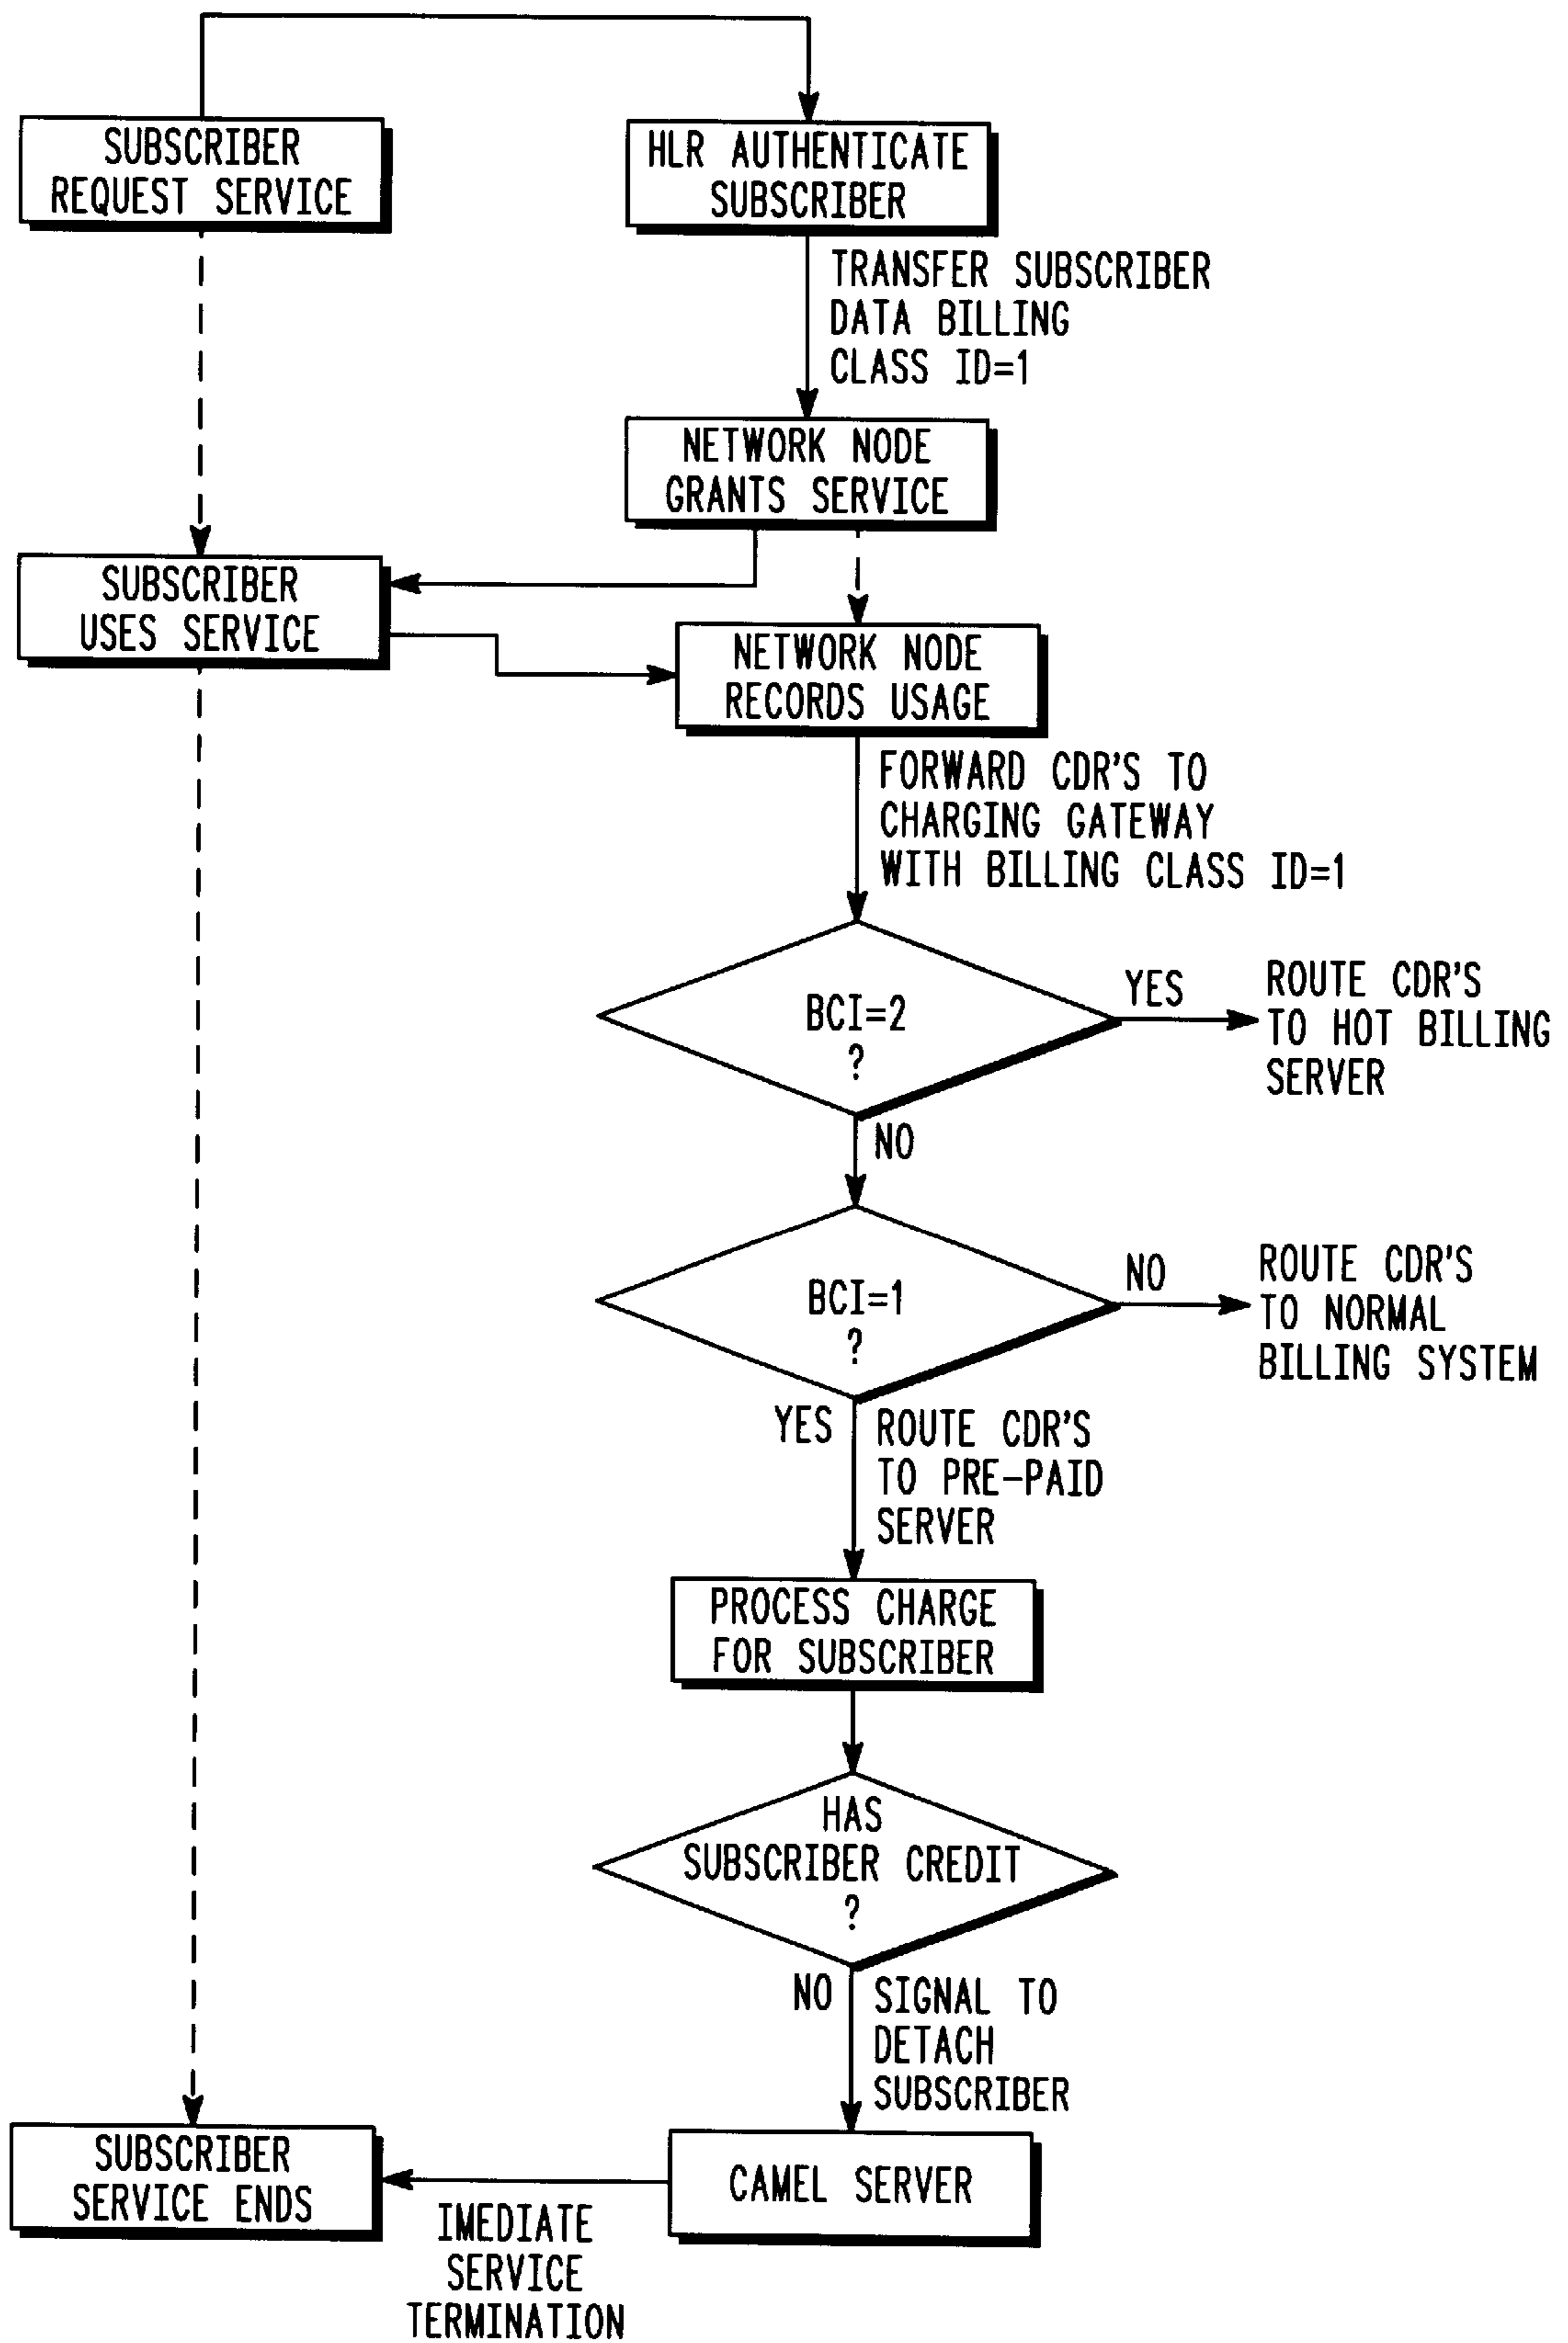 SUBSCRIBER
REQUEST SERVICE
HLR AUTHENTICATE
SUBSCRIBER
TRANSFER SUBSCRIBER
DATA BILLING
CLASS ID=1
NETWORK NODE
GRANTS SERVICE
SUBSCRIBER
USES SERVICE
NETWORK NODE
RECORDS USAGE
FORWARD CDR'S TO
CHARGING GATEWAY
WITH BILLING CLASS ID=1
BCI=2
?
YES
ROUTE CDR'S
TO HOT BILLING
SERVER
NO
BCI=1
?
NO
ROUTE CDR'S
TO NORMAL
BILLING SYSTEM
YES
ROUTE CDR'S
TO PRE-PAID
SERVER
PROCESS CHARGE
FOR SUBSCRIBER
HAS
SUBSCRIBER CREDIT
?
NO
SIGNAL TO
DETACH
SUBSCRIBER
CAMEL SERVER
SUBSCRIBER
SERVICE ENDS
IMEDIATE
SERVICE
TERMINATION